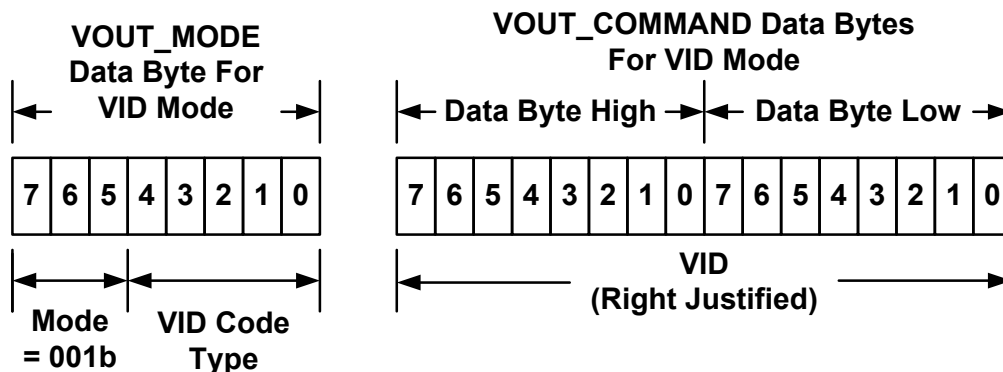 VOUT_MODE
Data Byte For
VID Mode
7 6 5 4 3 2 1 0
Mode
= 001b
VID Code
Type
VOUT_COMMAND Data Bytes
For VID Mode
Data Byte High
Data Byte Low
7 6 5 4 3 2 1 0 7 6 5 4 3 2 1 0
VID
(Right Justified)